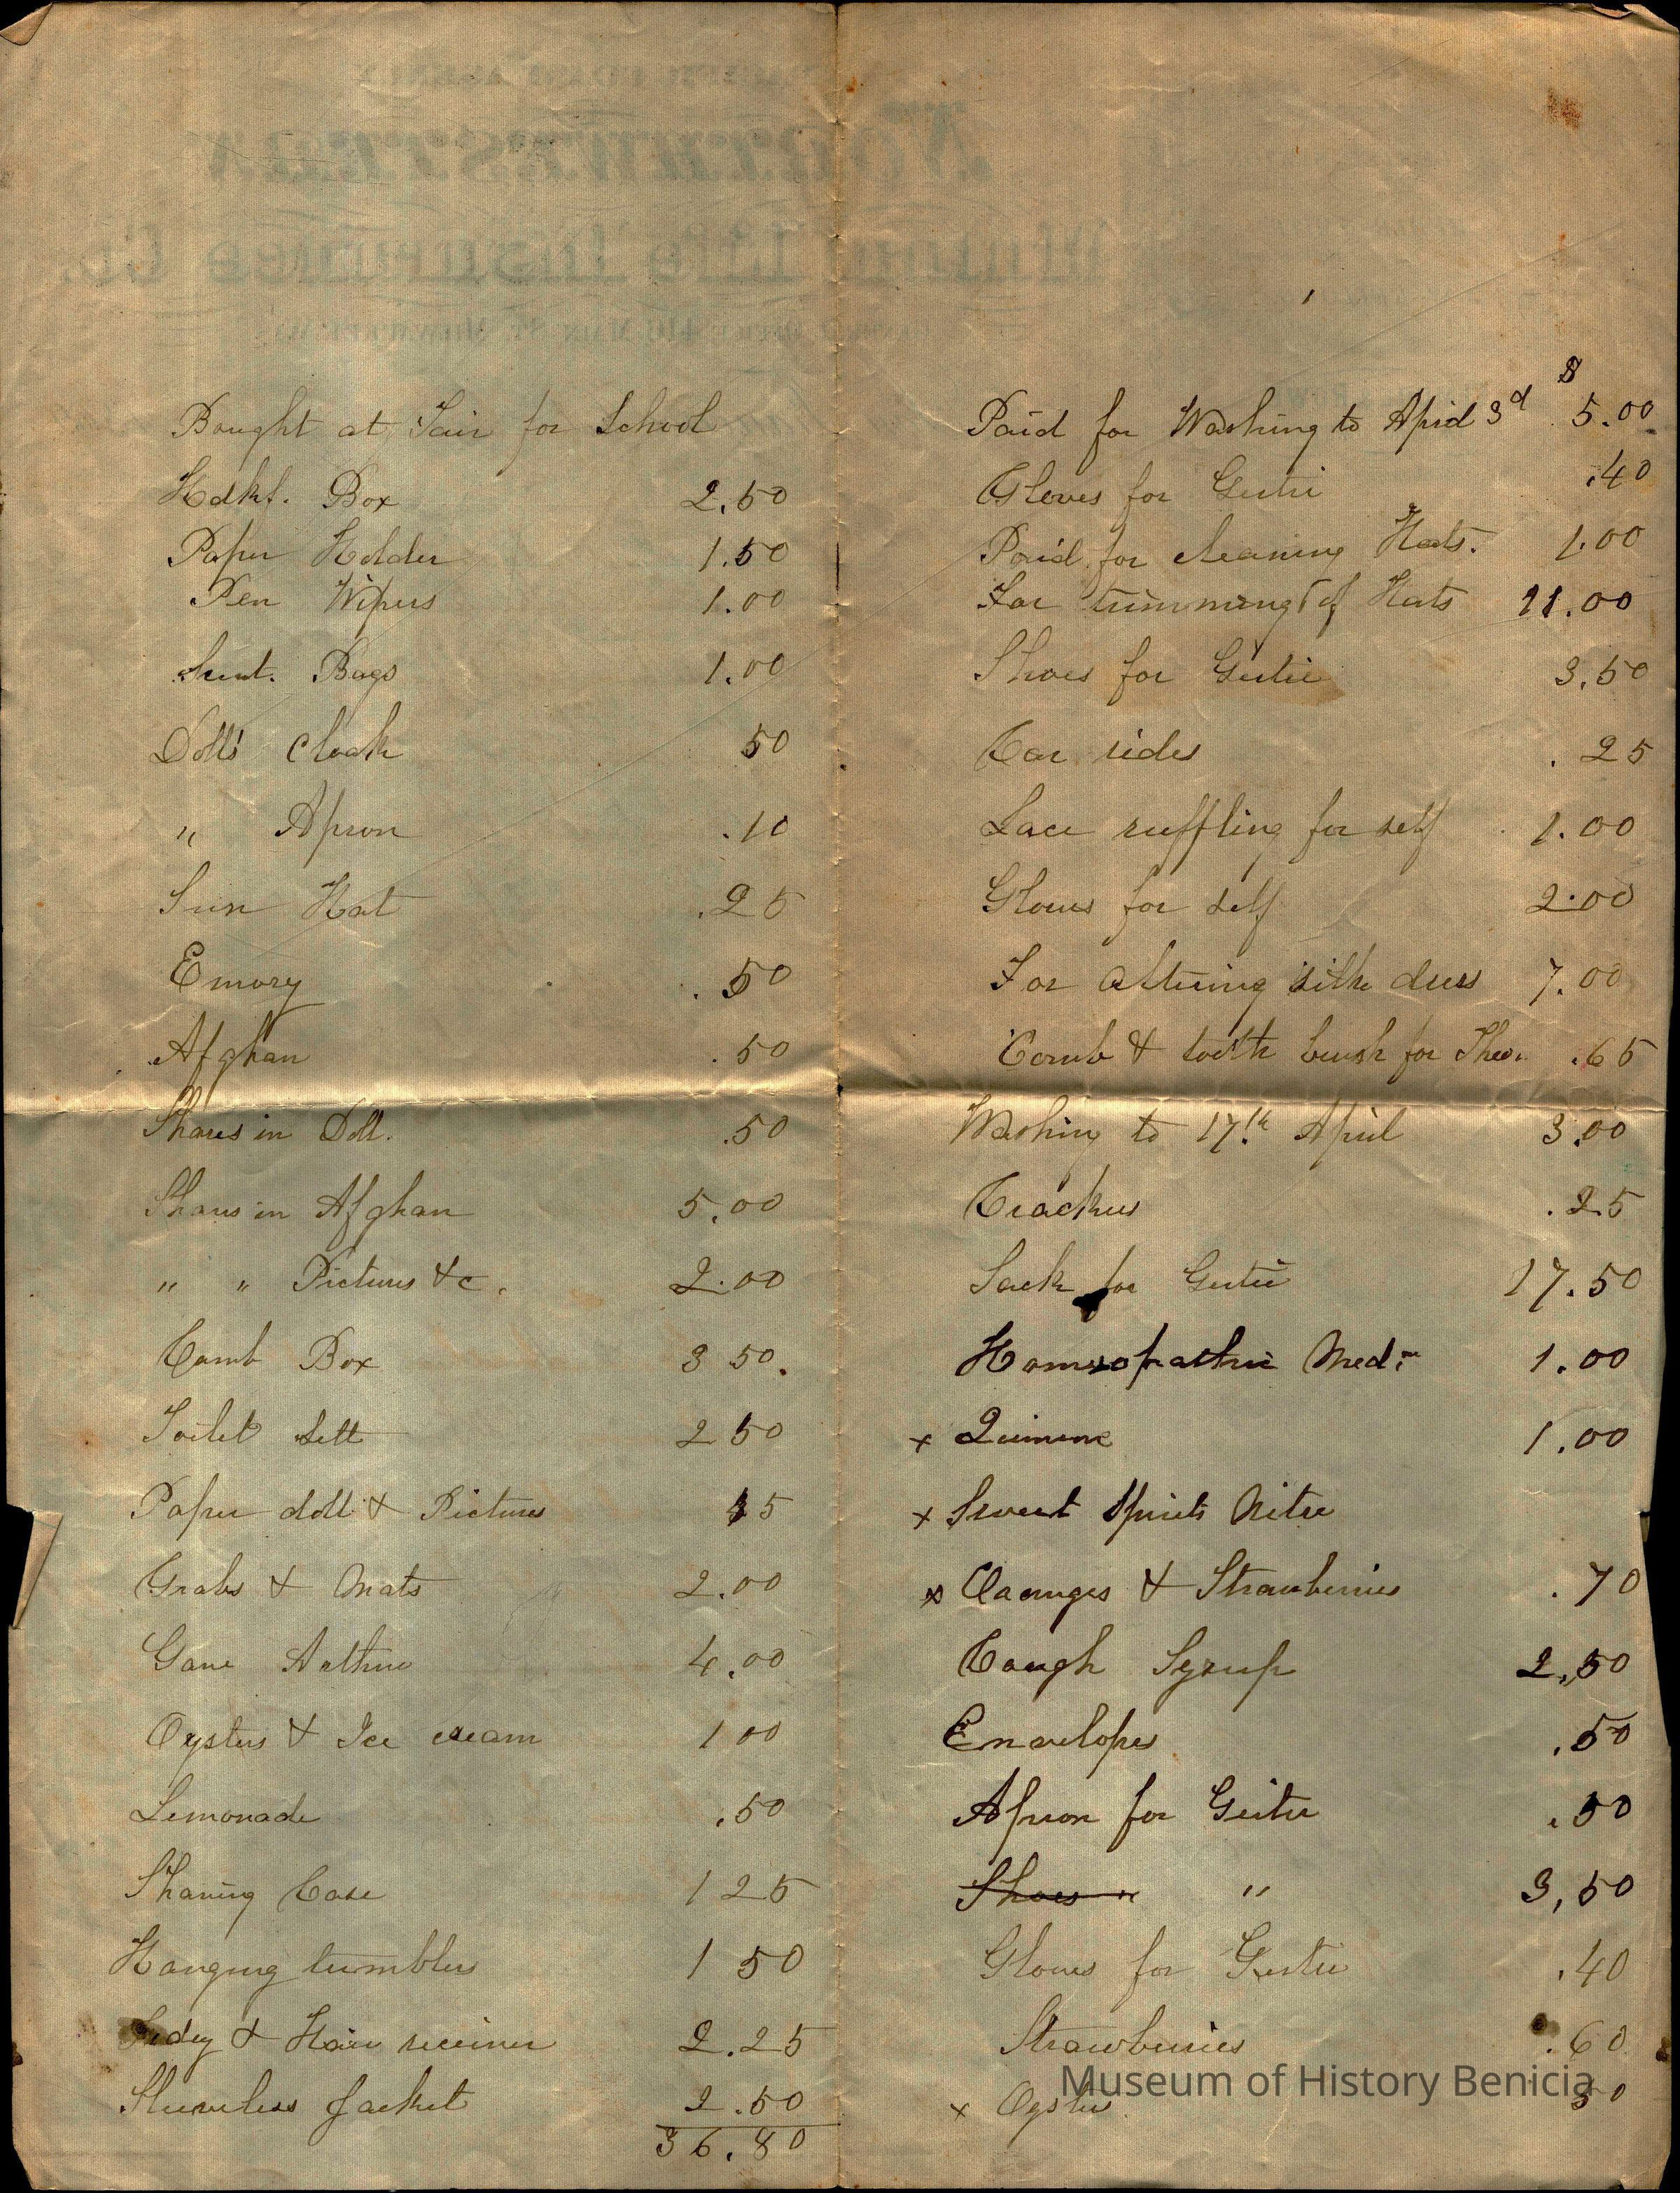 Bought at Fair for School
Hdkf. Box 2.50
Paper Holder 1.50
Pen Wipers 1.00
Scent. Bags 1.00
Doll's Cloak 50
" Apron .10
Sun Hat .25
Emory .50
Afghan .50
Shares in Doll. .50
Shares in Afghan 5.00
" " Pictures &c. 2.00
Comb Box 3 50.
Toilet Sett 2 50
Paper doll & Pictures 45
Grabs & Mats 2.00
Gave Arthur 4.00
Oysters & Ice cream 1 00
Lemonade .50
Shaving Case 1 25
Hanging tumblers 1 50
Tidy & Hair receiver 2.25
Sleeveless Jacket 2.50
36.80
$
Paid for Washing to April 3d 5.00
Gloves for Gertie .40
Paid for cleaning Hats. 1.00
For trimming of Hats 11.00
Shoes for Gertie 3.50
Car rides .25
Lace ruffling for self 1.00
Gloves for self 2.00
For altering silk dress 7.00
Comb & tooth brush for Theo. .65
Washing to 17th April 3.00
Crackers .25
Sack for Gertie 17.50
Homeopathic Med. 1.00
x Quinine 1.00
x Sweet Spirits Nitre
x Oranges & Strawberries .70
Cough Syrup 2.50
Envelopes .50
Apron for Gertie .50
Shoes " " 3,50
Gloves for Gertie .40
Strawberries .60
x Oysters 50
Museum of History Benicia